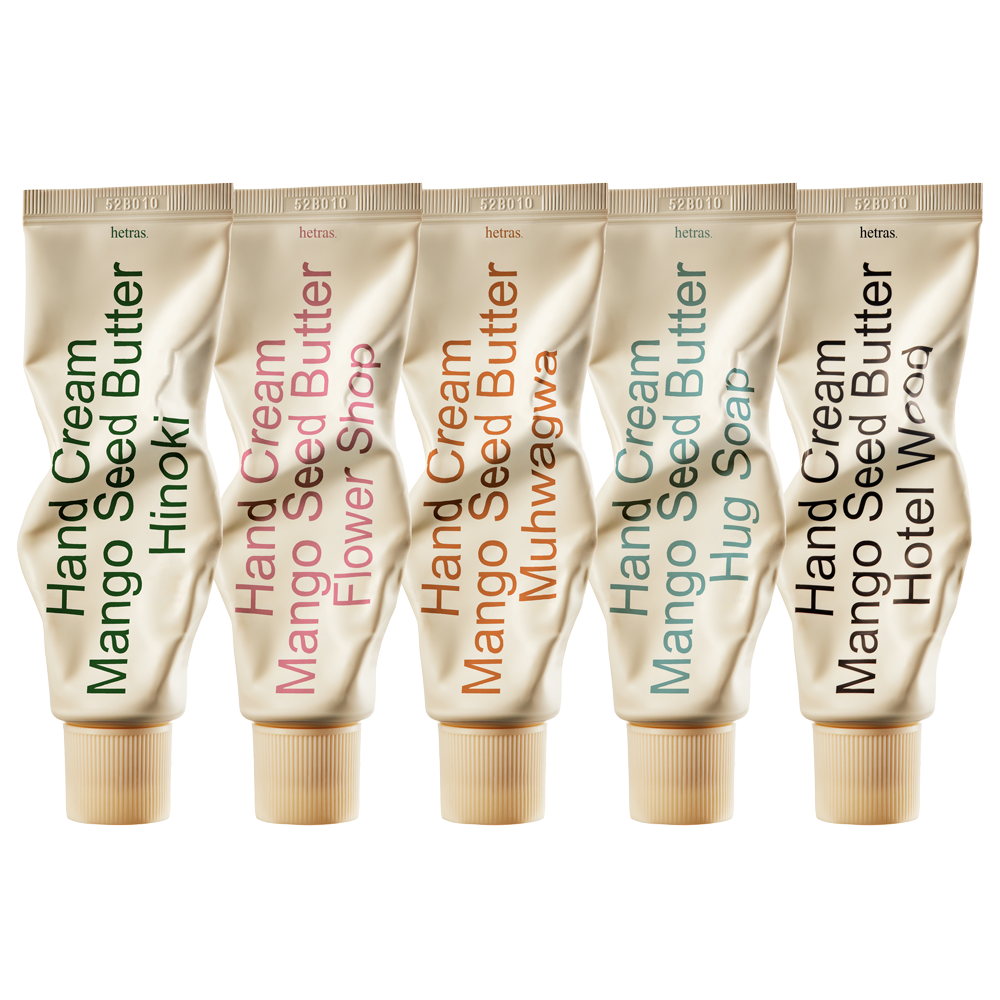 52B010
hetras.
Hand Cream
Mango Seed Butter
Hinoki
52B010
hetras.
Hand Cream
Mango Seed Butter
Flower Shop
52B010
hetras.
Hand Cream
Mango Seed Butter
Muhwagwa
52B010
hetras.
Hand Cream
Mango Seed Butter
Hug Soap
52B010
hetras.
Hand Cream
Mango Seed Butter
Hotel Wood